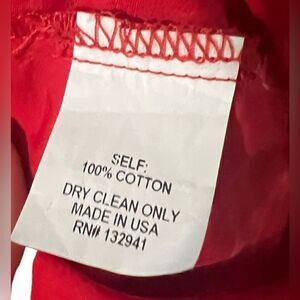 SELF:
100% COTTON
DRY CLEAN ONLY
MADE IN USA
RN# 132941